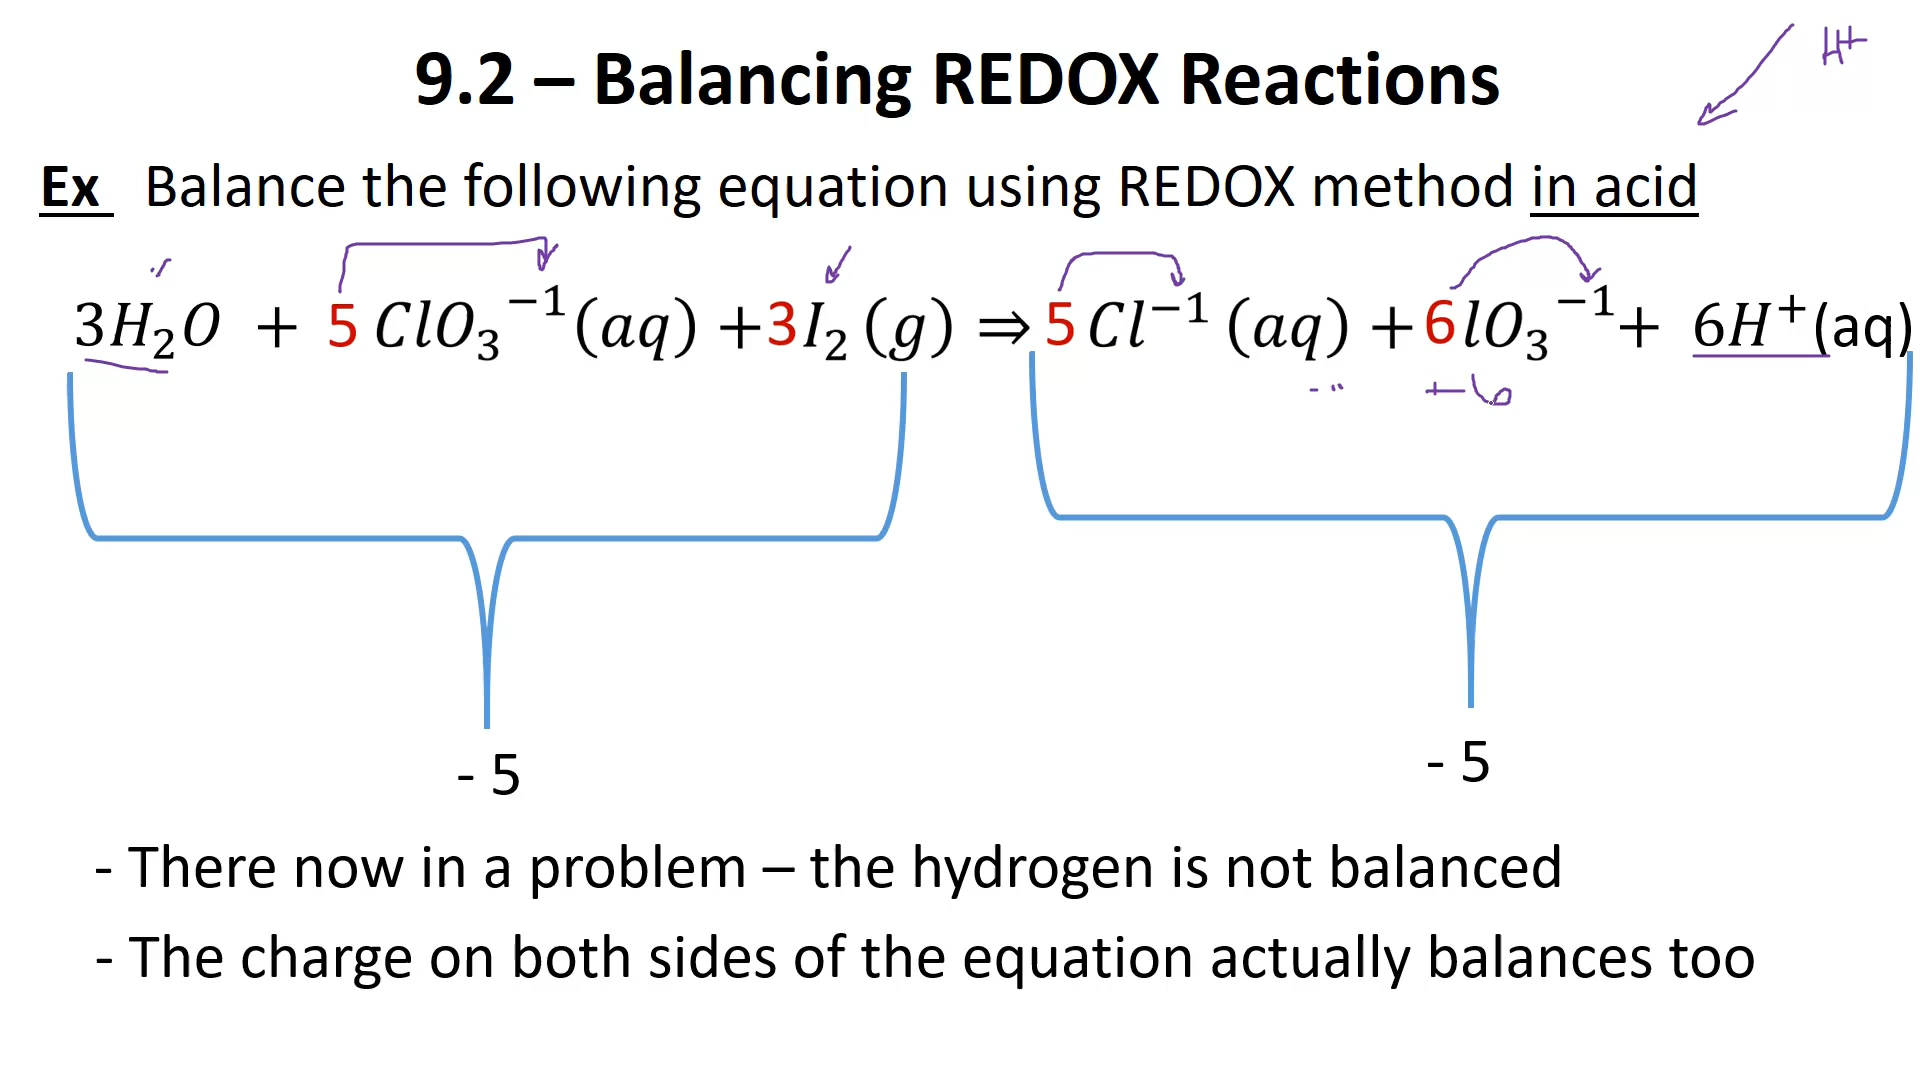 9.2 – Balancing REDOX Reactions
H+
Ex Balance the following equation using REDOX method in acid
3H₂O + 5 ClO₃⁻¹(aq) +3I₂(g) ⇒ 5 Cl⁻¹ (aq) +6lO₃⁻¹+ 6H⁺(aq)
+6
- 5
- 5
- There now in a problem – the hydrogen is not balanced
- The charge on both sides of the equation actually balances too